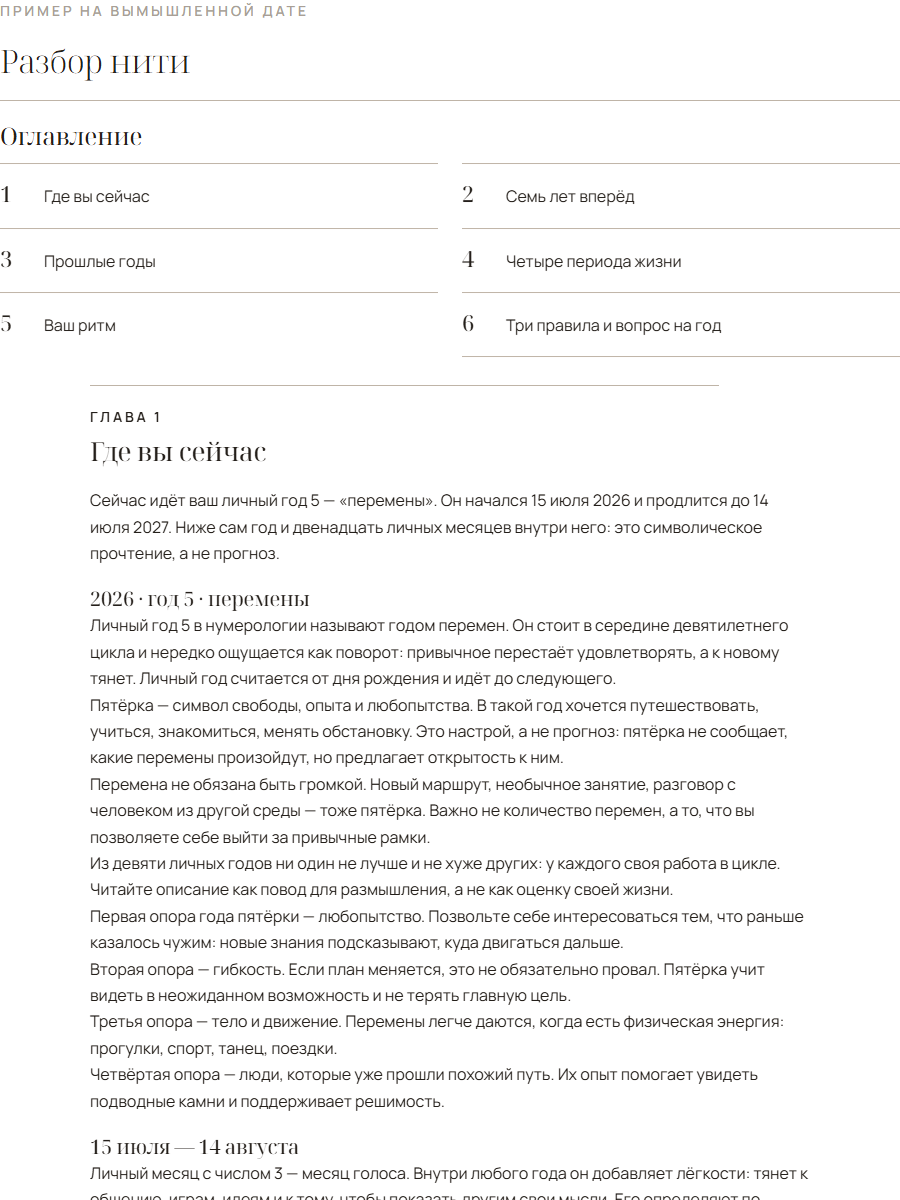 ПРИМЕР НА ВЫМЫШЛЕННОЙ ДАТЕ
Разбор нити
Оглавление
1 Где вы сейчас
2 Семь лет вперёд
3 Прошлые годы
4 Четыре периода жизни
5 Ваш ритм
6 Три правила и вопрос на год
ГЛАВА 1
Где вы сейчас
Сейчас идёт ваш личный год 5 — «перемены». Он начался 15 июля 2026 и продлится до 14
июля 2027. Ниже сам год и двенадцать личных месяцев внутри него: это символическое
прочтение, а не прогноз.
2026 · год 5 · перемены
Личный год 5 в нумерологии называют годом перемен. Он стоит в середине девятилетнего
цикла и нередко ощущается как поворот: привычное перестаёт удовлетворять, а к новому
тянет. Личный год считается от дня рождения и идёт до следующего.
Пятёрка — символ свободы, опыта и любопытства. В такой год хочется путешествовать,
учиться, знакомиться, менять обстановку. Это настрой, а не прогноз: пятёрка не сообщает,
какие перемены произойдут, но предлагает открытость к ним.
Перемена не обязана быть громкой. Новый маршрут, необычное занятие, разговор с
человеком из другой среды — тоже пятёрка. Важно не количество перемен, а то, что вы
позволяете себе выйти за привычные рамки.
Из девяти личных годов ни один не лучше и не хуже других: у каждого своя работа в цикле.
Читайте описание как повод для размышления, а не как оценку своей жизни.
Первая опора года пятёрки — любопытство. Позвольте себе интересоваться тем, что раньше
казалось чужим: новые знания подсказывают, куда двигаться дальше.
Вторая опора — гибкость. Если план меняется, это не обязательно провал. Пятёрка учит
видеть в неожиданном возможность и не терять главную цель.
Третья опора — тело и движение. Перемены легче даются, когда есть физическая энергия:
прогулки, спорт, танец, поездки.
Четвёртая опора — люди, которые уже прошли похожий путь. Их опыт помогает увидеть
подводные камни и поддерживает решимость.
15 июля — 14 августа
Личный месяц с числом 3 — месяц голоса. Внутри любого года он добавляет лёгкости: тянет к
общению, играм, идеям и к тому, чтобы показать другим свои мысли. Его определяют по